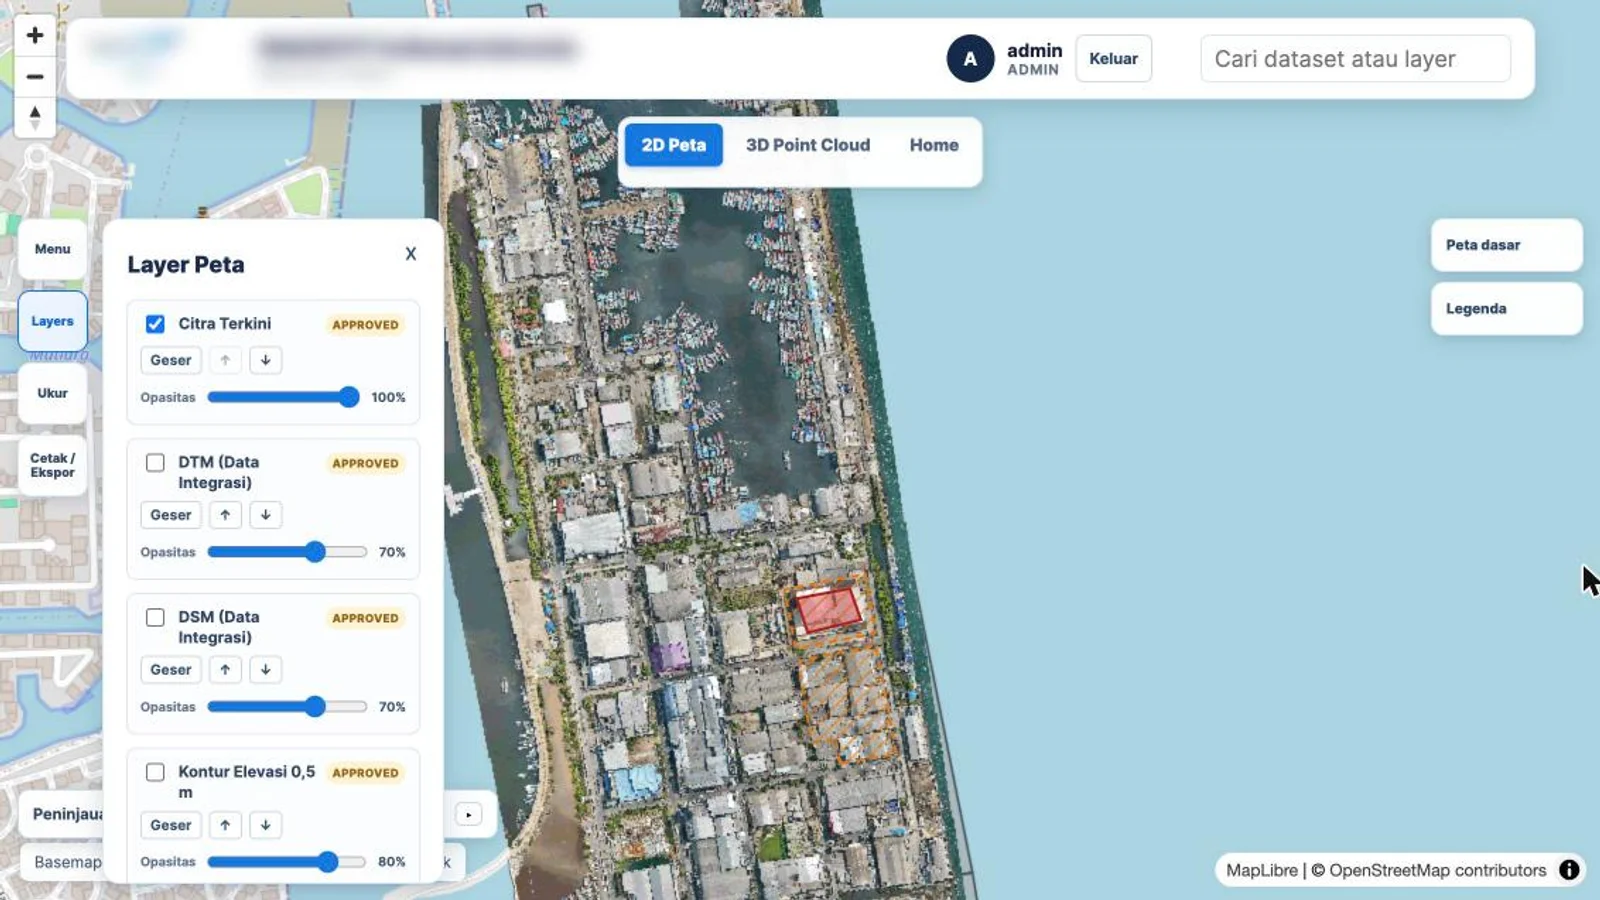 +
−
A
admin
ADMIN
Keluar
Cari dataset atau layer
2D Peta
3D Point Cloud
Home
Menu
Layers
Ukur
Cetak /
Ekspor
Layer Peta
X
Citra Terkini
APPROVED
Geser ↑ ↓
Opasitas 100%
DTM (Data
Integrasi)
APPROVED
Geser ↑ ↓
Opasitas 70%
DSM (Data
Integrasi)
APPROVED
Geser ↑ ↓
Opasitas 70%
Kontur Elevasi 0,5
m
APPROVED
Geser ↑ ↓
Opasitas 80%
Peta dasar
Legenda
Peninjau
Basemap
k
MapLibre | © OpenStreetMap contributors